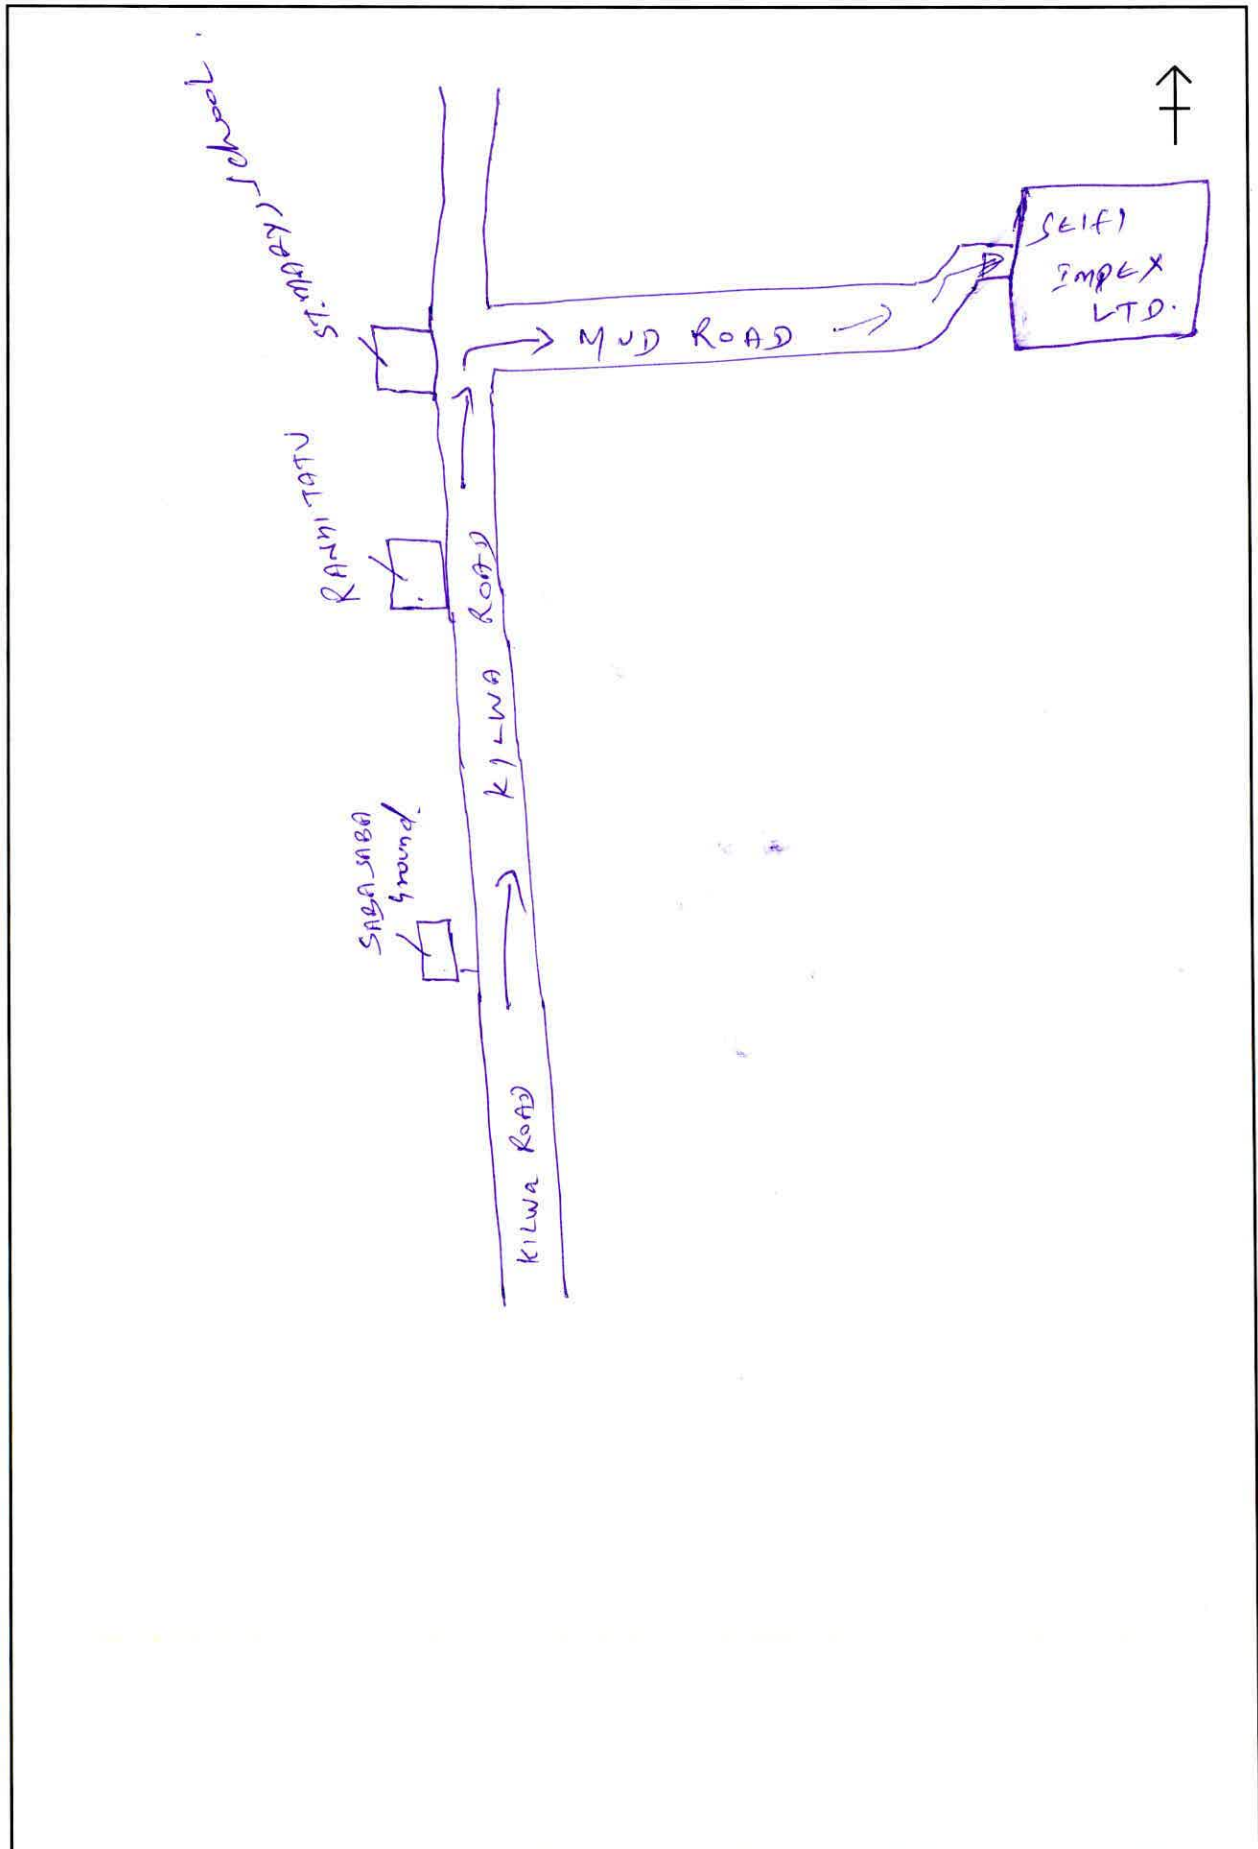 ST. MARY'S School.
SEIFI
IMPEX
LTD.
MUD ROAD
RANGI TATU
KILWA ROAD
SABA SABA
Ground.
KILWa ROAD